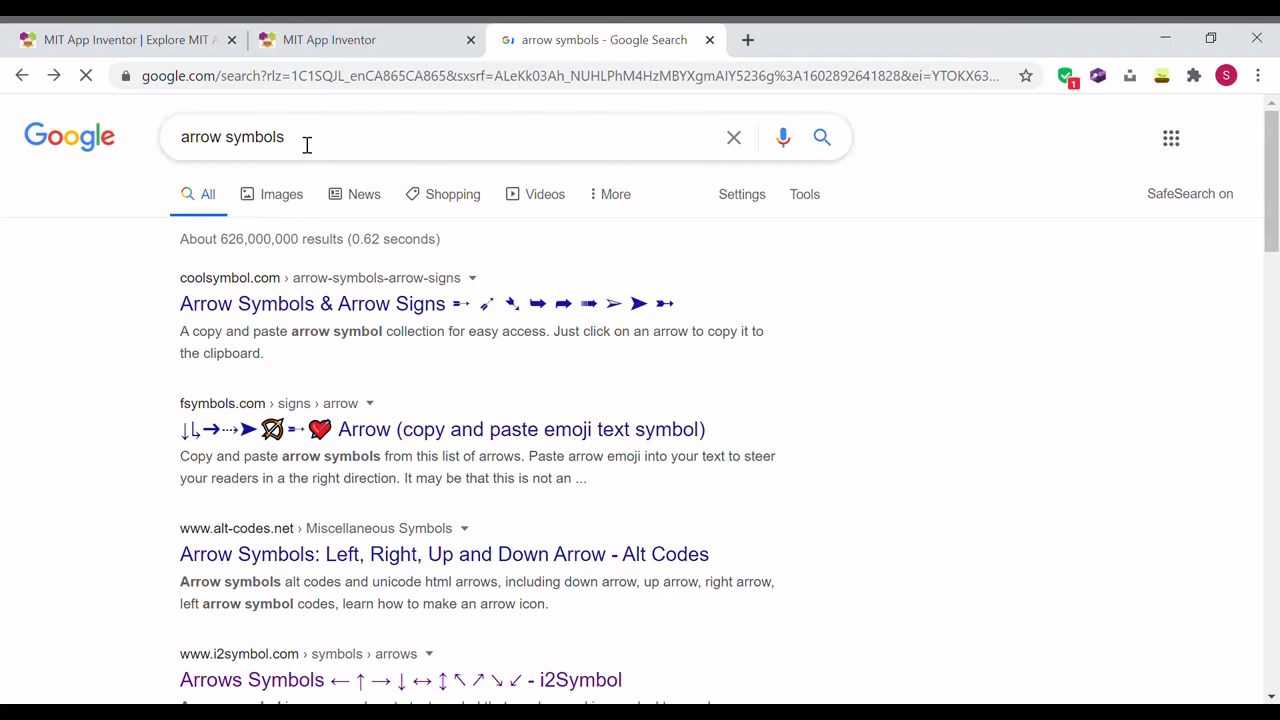 MIT App Inventor | Explore MIT A
MIT App Inventor
arrow symbols - Google Search
google.com/search?rlz=1C1SQJL_enCA865CA865&sxsrf=ALeKk03Ah_NUHLPhM4HzMBYXgmAIY5236g%3A1602892641828&ei=YTOKX63...
1
S
Google
arrow symbols
All
Images
News
Shopping
Videos
More
Settings
Tools
SafeSearch on
About 626,000,000 results (0.62 seconds)
coolsymbol.com › arrow-symbols-arrow-signs
Arrow Symbols & Arrow Signs ➵ ➶ ➴ ➥ ➦ ➠ ➢ ➤ ➳
A copy and paste arrow symbol collection for easy access. Just click on an arrow to copy it to
the clipboard.
fsymbols.com › signs › arrow
↓↳➔⤑➤🏹➵💘 Arrow (copy and paste emoji text symbol)
Copy and paste arrow symbols from this list of arrows. Paste arrow emoji into your text to steer
your readers in a the right direction. It may be that this is not an ...
www.alt-codes.net › Miscellaneous Symbols
Arrow Symbols: Left, Right, Up and Down Arrow - Alt Codes
Arrow symbols alt codes and unicode html arrows, including down arrow, up arrow, right arrow,
left arrow symbol codes, learn how to make an arrow icon.
www.i2symbol.com › symbols › arrows
Arrows Symbols ← ↑ → ↓ ↔ ↕ ↖ ↗ ↘ ↙ - i2Symbol